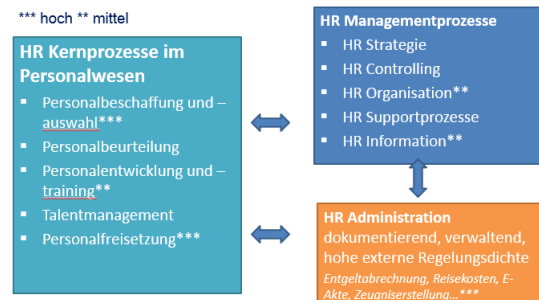 *** hoch ** mittel
HR Kernprozesse im
Personalwesen
▪ Personalbeschaffung und –
auswahl***
▪ Personalbeurteilung
▪ Personalentwicklung und –
training**
▪ Talentmanagement
▪ Personalfreisetzung***
HR Managementprozesse
▪ HR Strategie
▪ HR Controlling
▪ HR Organisation**
▪ HR Supportprozesse
▪ HR Information**
HR Administration
dokumentierend, verwaltend,
hohe externe Regelungsdichte
Entgeltabrechnung, Reisekosten, E-
Akte, Zeugniserstellung...***